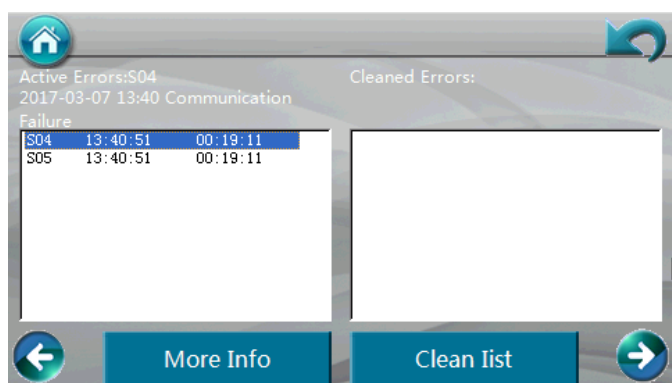 Active Errors:S04
Cleaned Errors:
2017-03-07 13:40 Communication
Failure
S04 13:40:51 00:19:11
S05 13:40:51 00:19:11
More Info
Clean Iist